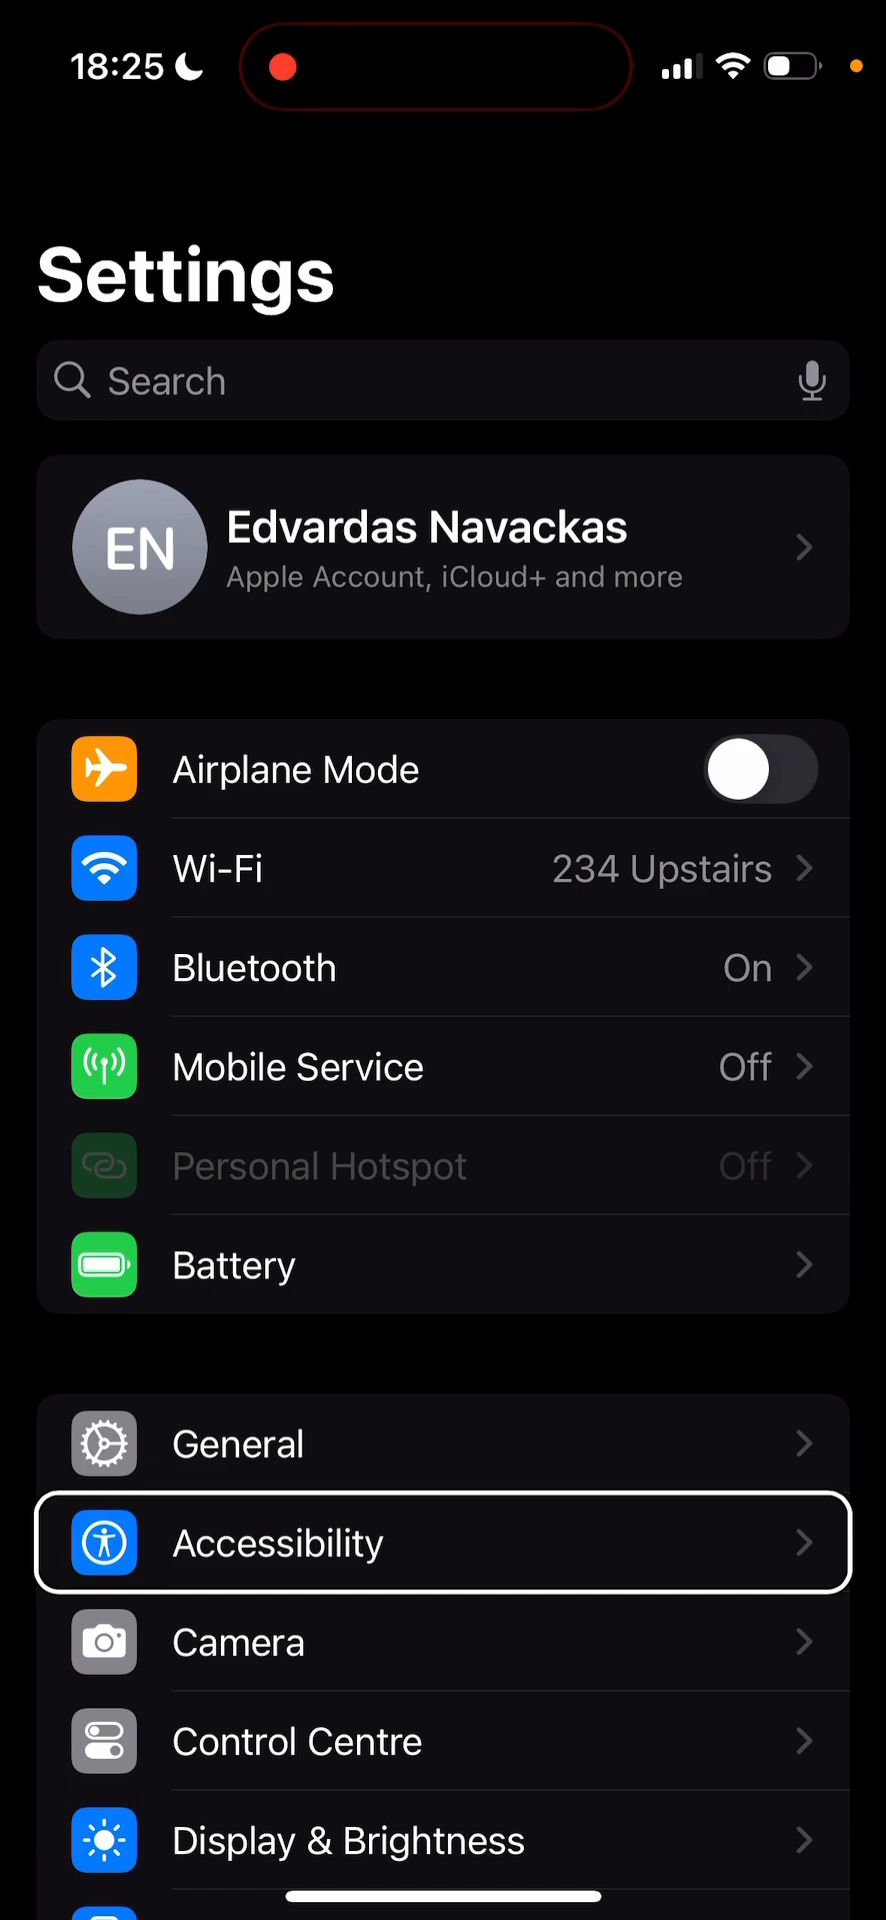 18:25
Settings
Search
EN
Edvardas Navackas
Apple Account, iCloud+ and more
Airplane Mode
Wi-Fi 234 Upstairs
Bluetooth On
Mobile Service Off
Personal Hotspot Off
Battery
General
Accessibility
Camera
Control Centre
Display & Brightness